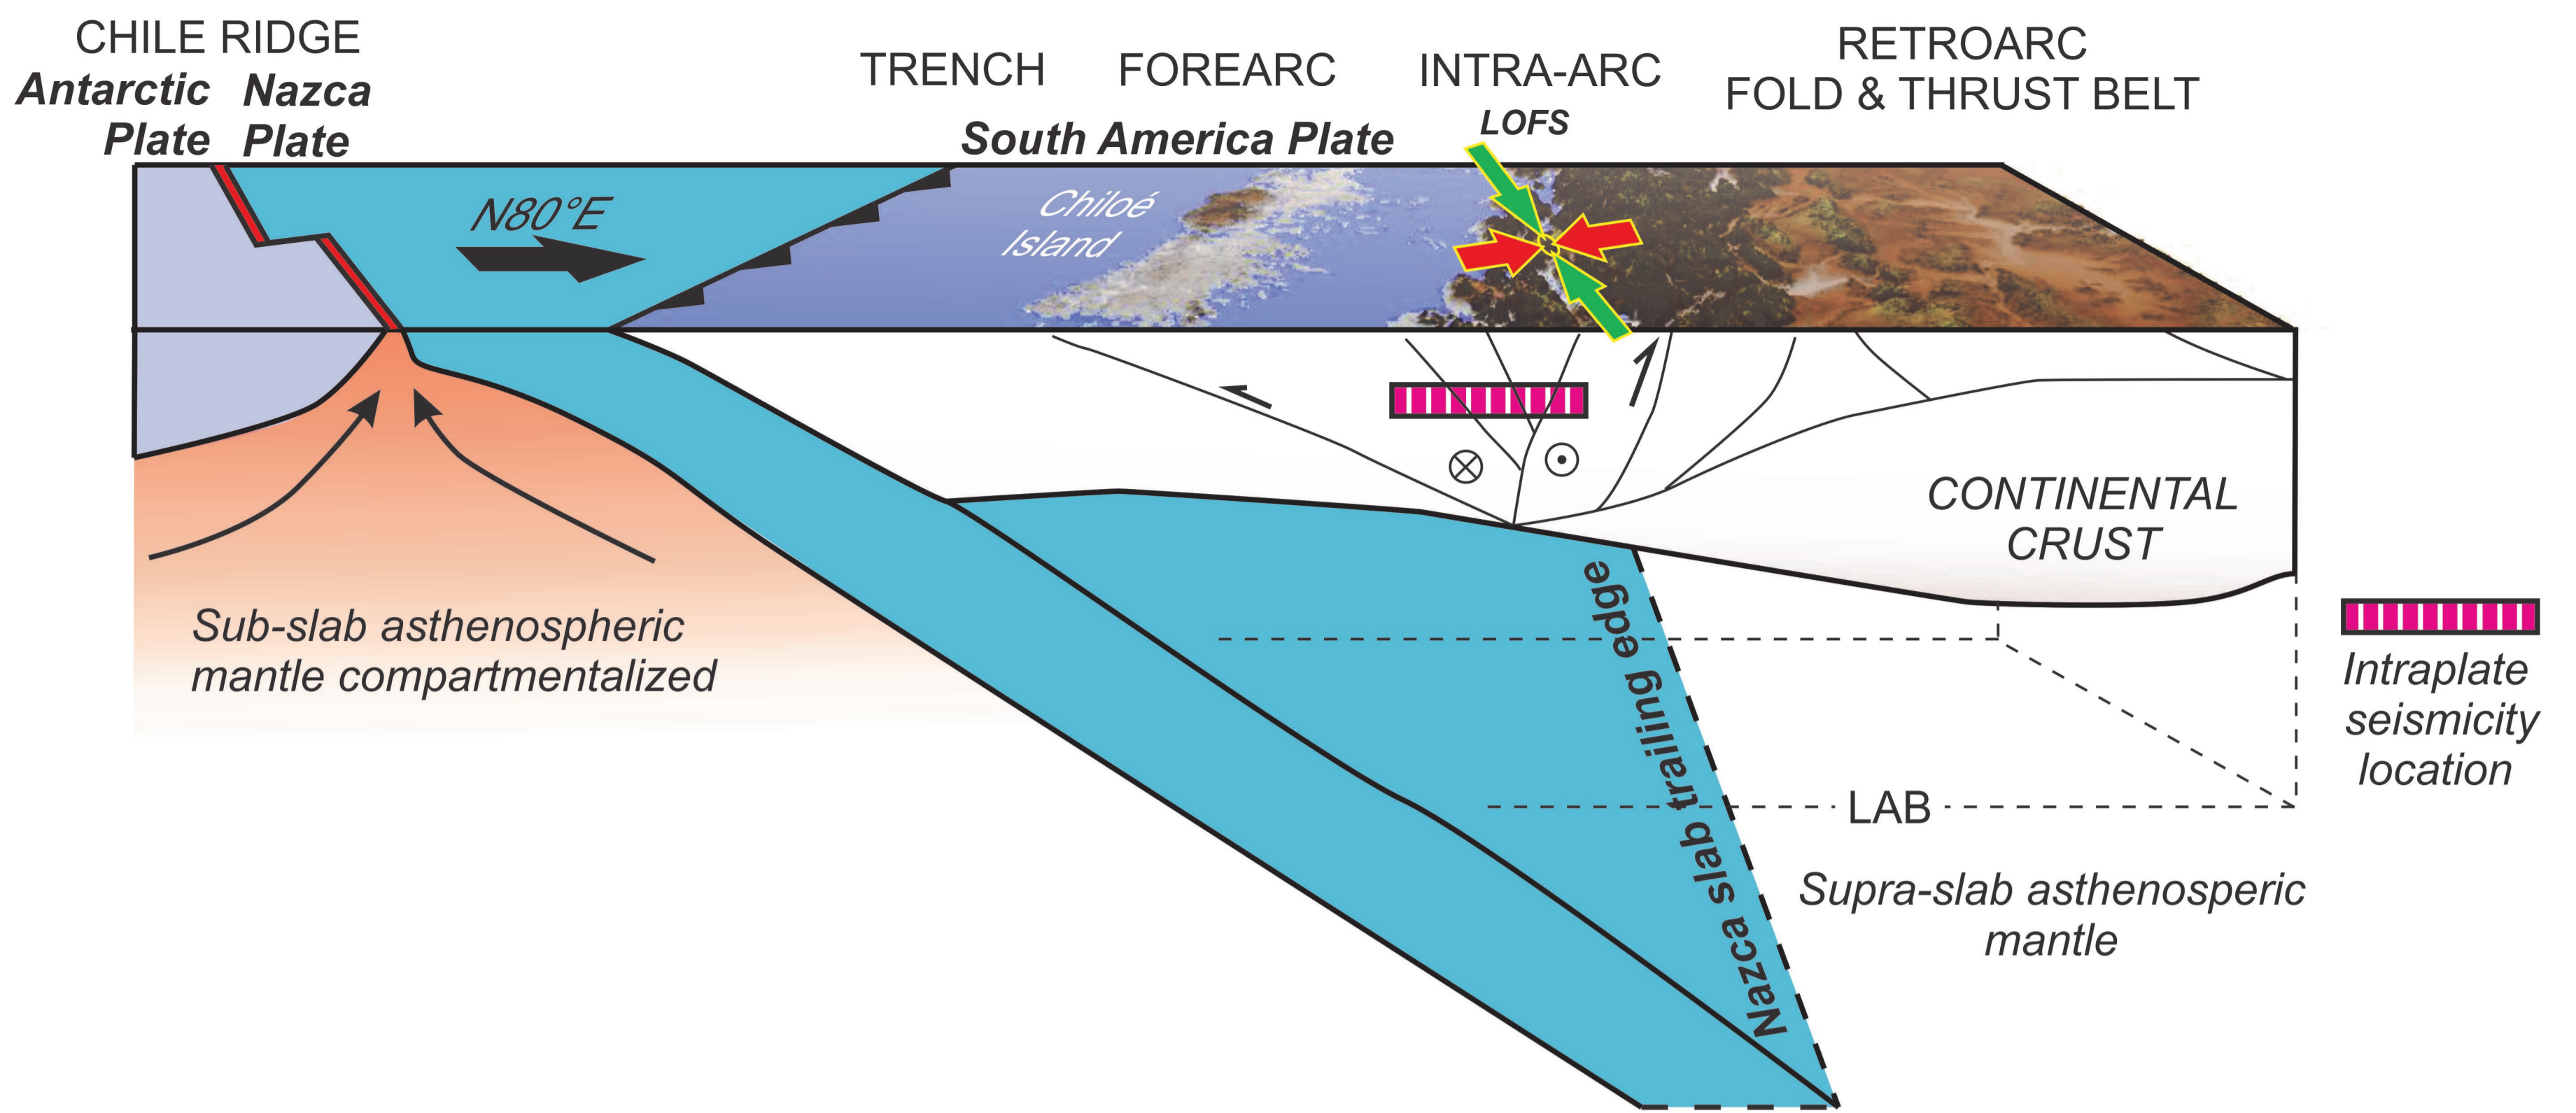 CHILE RIDGE
Antarctic Plate
Nazca Plate
TRENCH
FOREARC
INTRA-ARC
LOFS
RETROARC
FOLD & THRUST BELT
South America Plate
N80°E
Chiloé
Island
CONTINENTAL
CRUST
Sub-slab asthenospheric
mantle compartmentalized
Nazca slab trailing edge
LAB
Supra-slab asthenosperic
mantle
Intraplate
seismicity
location